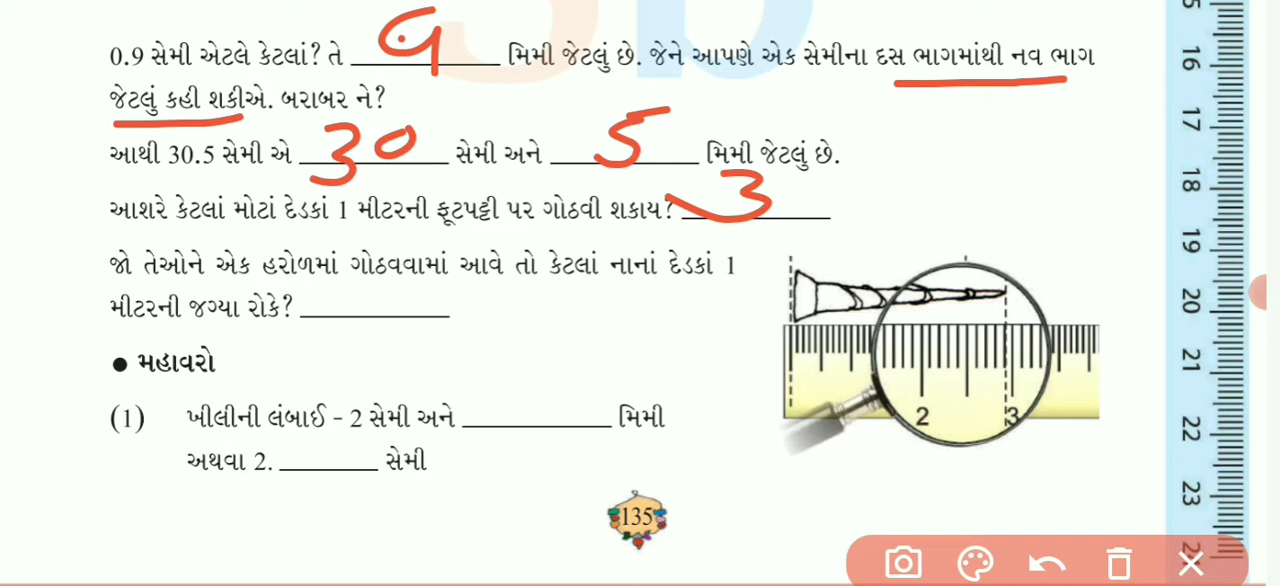 0.9 સેમી એટલે કેટલાં? તે 9 મિમી જેટલું છે. જેને આપણે એક સેમીના દસ ભાગમાંથી નવ ભાગ
જેટલું કહી શકીએ. બરાબર ને?
આથી 30.5 સેમી એ 30 સેમી અને 5 મિમી જેટલું છે.
આશરે કેટલાં મોટાં દેડકાં 1 મીટરની ફૂટપટ્ટી પર ગોઠવી શકાય? 3
જો તેઓને એક હરોળમાં ગોઠવવામાં આવે તો કેટલાં નાનાં દેડકાં 1
મીટરની જગ્યા રોકે? ________
● મહાવરો
(1) ખીલીની લંબાઈ - 2 સેમી અને ________ મિમી
અથવા 2. ________ સેમી
2 3
135
16
17
18
19
20
21
22
23